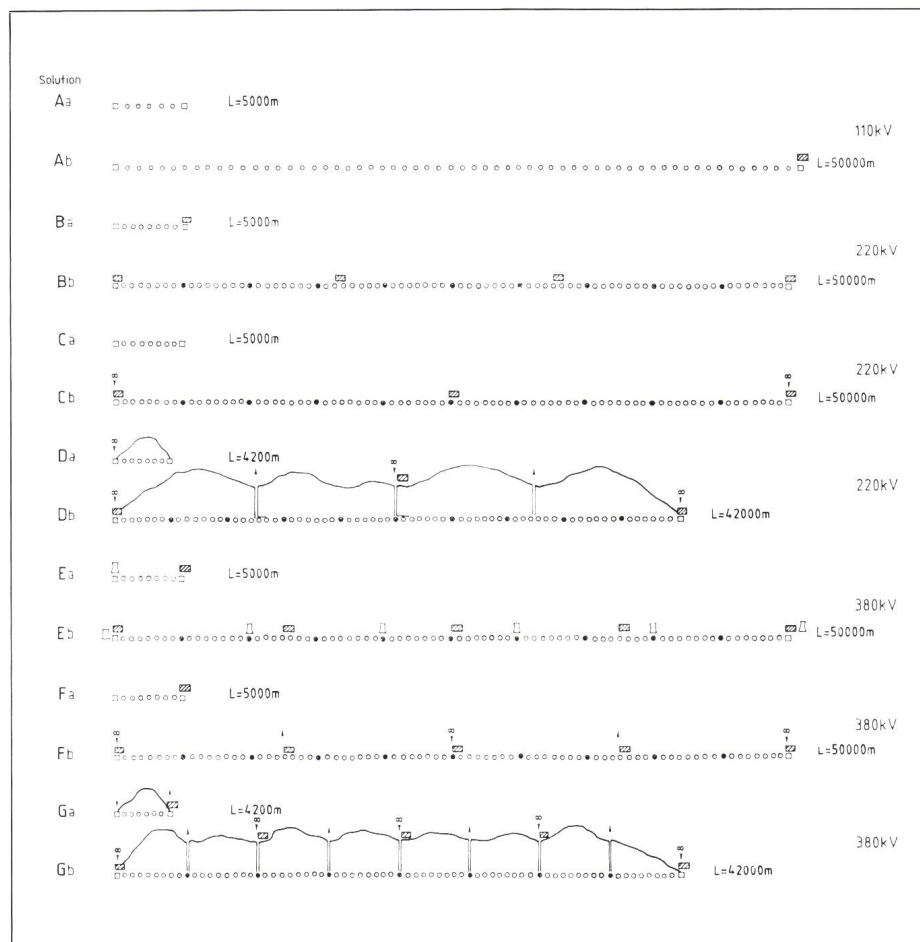 Solution
Aa L=5000m
110kV
Ab L=50000m
Ba L=5000m
220kV
Bb L=50000m
Ca L=5000m
220kV
Cb L=50000m
Da L=4200m
220kV
Db L=42000m
Ea L=5000m
380kV
Eb L=50000m
Fa L=5000m
380kV
Fb L=50000m
Ga L=4200m
380kV
Gb L=42000m